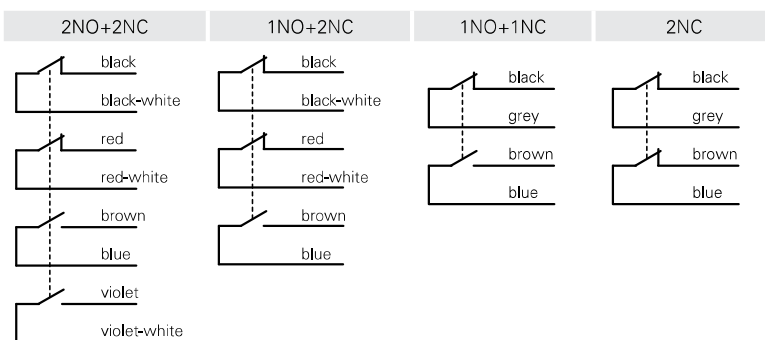 2NO+2NC
1NO+2NC
1NO+1NC
2NC
black
black-white
red
red-white
brown
blue
violet
violet-white
black
black-white
red
red-white
brown
blue
black
grey
brown
blue
black
grey
brown
blue